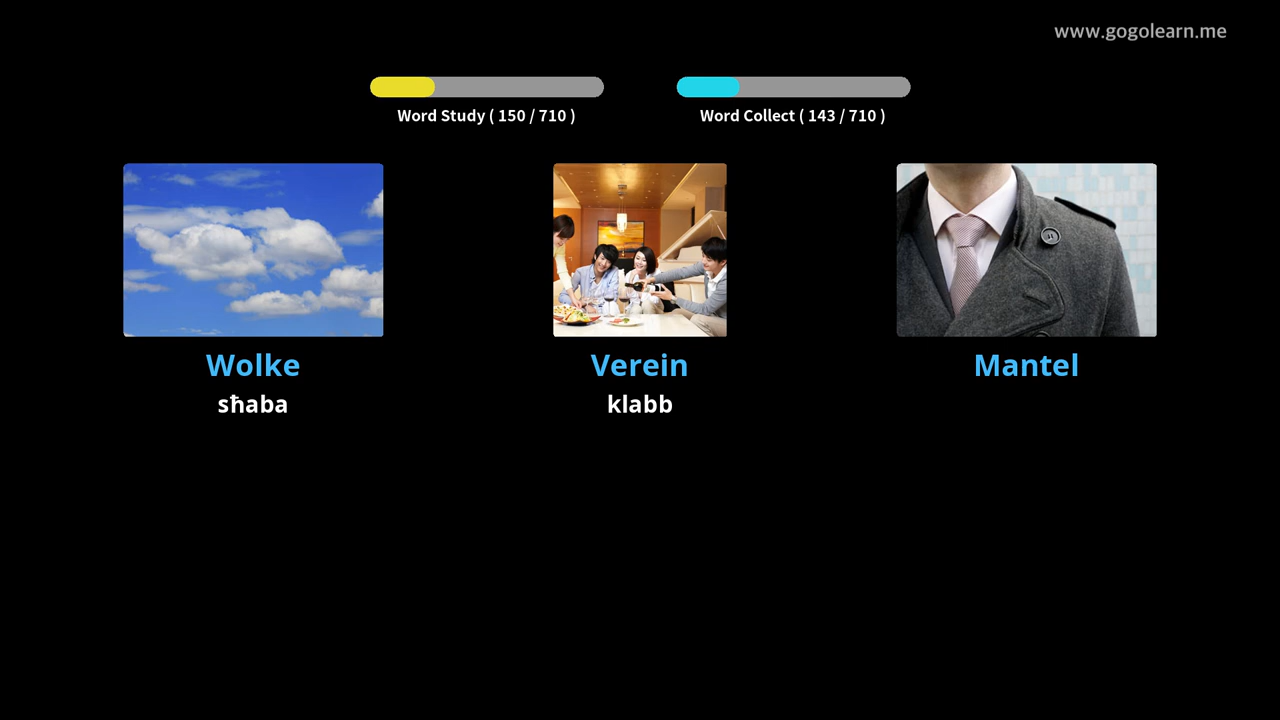 www.gogolearn.me
Word Study ( 150 / 710 )
Word Collect ( 143 / 710 )
Wolke
Verein
Mantel
sħaba
klabb